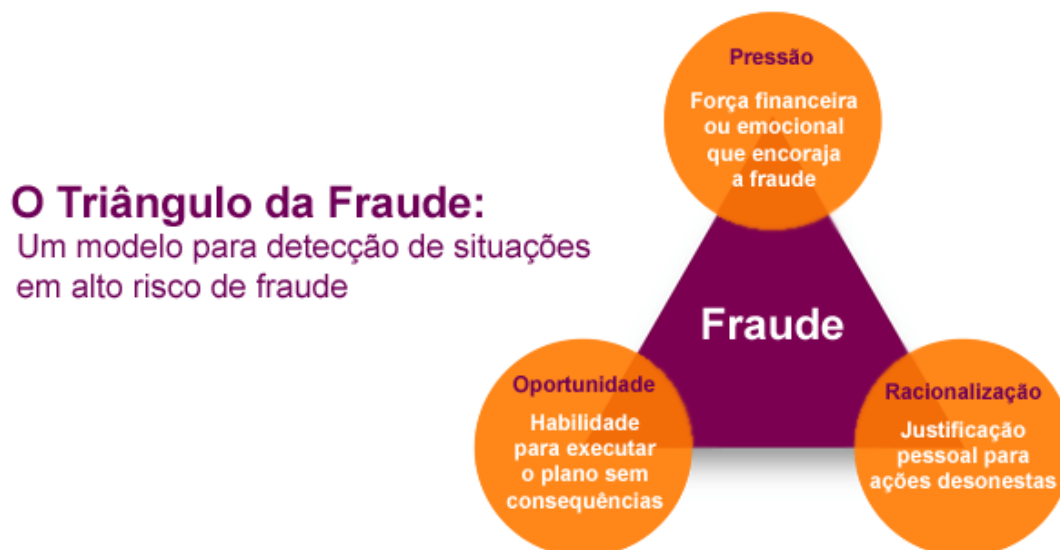 O Triângulo da Fraude:
Um modelo para detecção de situações
em alto risco de fraude
Pressão
Força financeira
ou emocional
que encoraja
a fraude
Fraude
Oportunidade
Habilidade
para executar
o plano sem
consequências
Racionalização
Justificação
pessoal para
ações desonestas